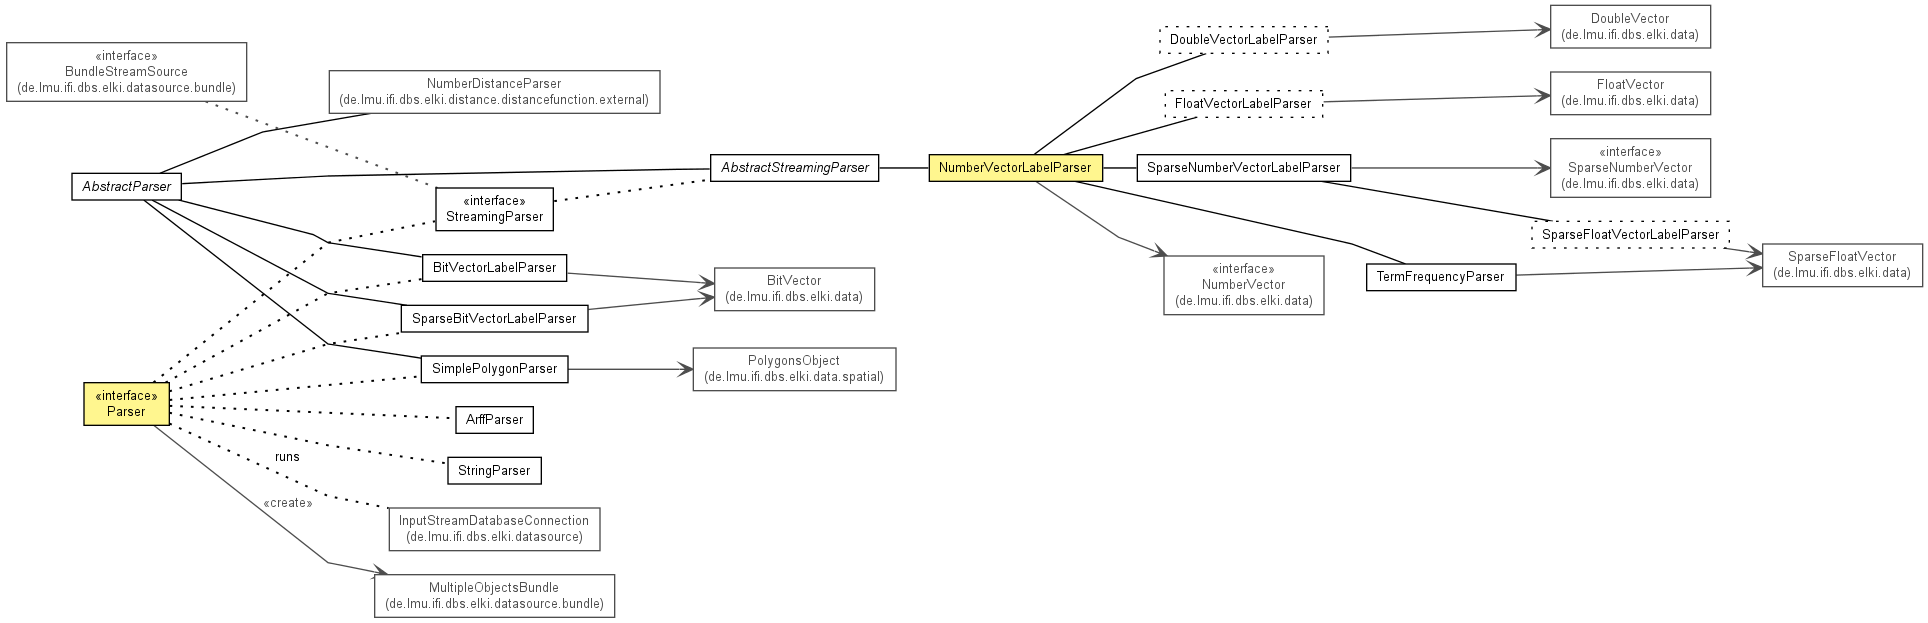 «interface»
BundleStreamSource
(de.lmu.ifi.dbs.elki.datasource.bundle)
NumberDistanceParser
(de.lmu.ifi.dbs.elki.distance.distancefunction.external)
AbstractParser
«interface»
StreamingParser
AbstractStreamingParser
BitVectorLabelParser
SparseBitVectorLabelParser
BitVector
(de.lmu.ifi.dbs.elki.data)
SimplePolygonParser
PolygonsObject
(de.lmu.ifi.dbs.elki.data.spatial)
«interface»
Parser
ArffParser
StringParser
runs
«create»
InputStreamDatabaseConnection
(de.lmu.ifi.dbs.elki.datasource)
MultipleObjectsBundle
(de.lmu.ifi.dbs.elki.datasource.bundle)
NumberVectorLabelParser
DoubleVectorLabelParser
DoubleVector
(de.lmu.ifi.dbs.elki.data)
FloatVectorLabelParser
FloatVector
(de.lmu.ifi.dbs.elki.data)
SparseNumberVectorLabelParser
«interface»
SparseNumberVector
(de.lmu.ifi.dbs.elki.data)
SparseFloatVectorLabelParser
«interface»
NumberVector
(de.lmu.ifi.dbs.elki.data)
TermFrequencyParser
SparseFloatVector
(de.lmu.ifi.dbs.elki.data)